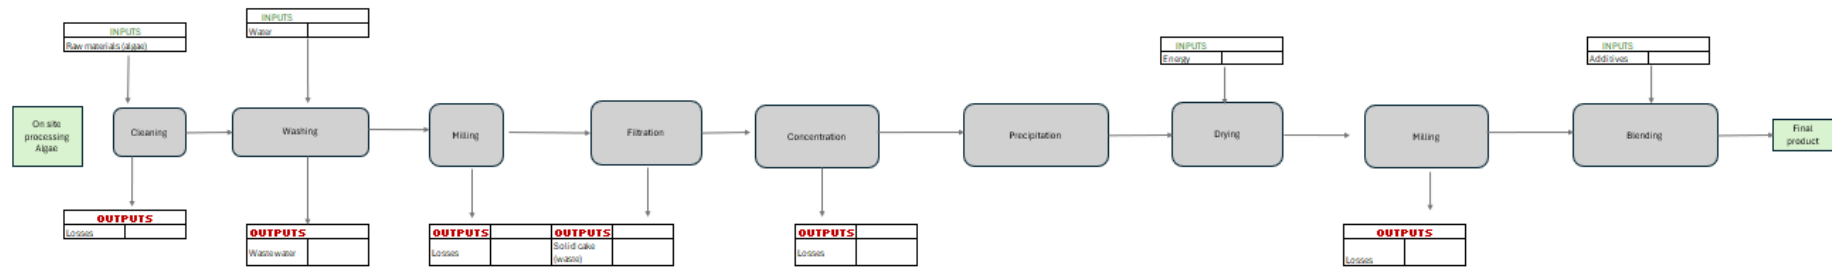 INPUTS
Raw materials (algae)
INPUTS
Water
INPUTS
Energy
INPUTS
Additives
On site
processing
Algae
Cleaning
Washing
Milling
Filtration
Concentration
Precipitation
Drying
Milling
Blending
Final
product
OUTPUTS
Losses
OUTPUTS
Wastewater
OUTPUTS
Losses
OUTPUTS
Solid cake
(waste)
OUTPUTS
Losses
OUTPUTS
Losses